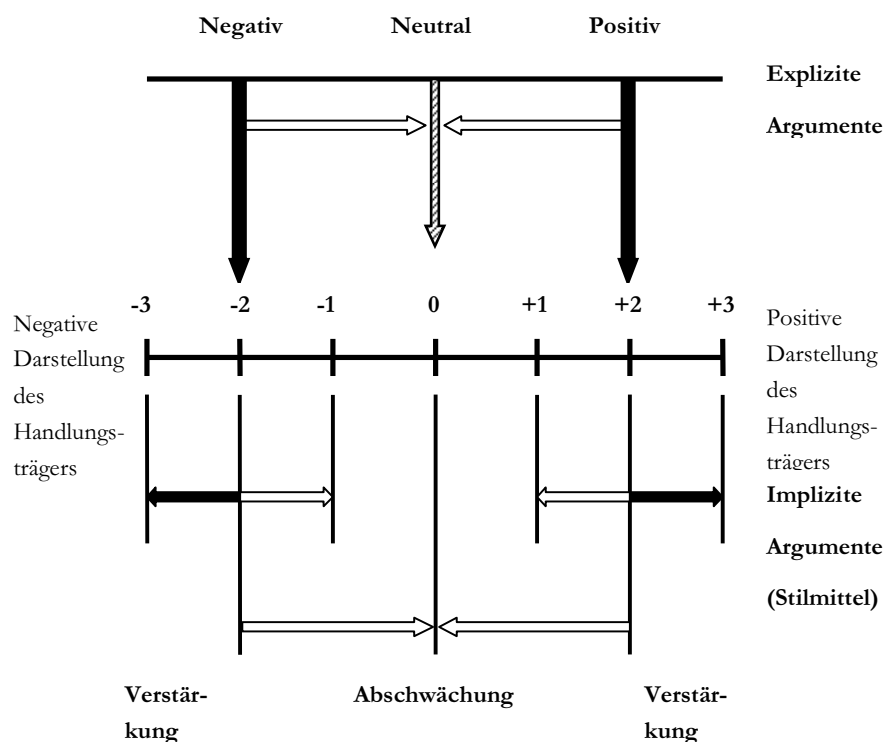 Negativ Neutral Positiv
Explizite
Argumente
-3 -2 -1 0 +1 +2 +3
Negative
Darstellung
des
Handlungs-
trägers
Positive
Darstellung
des
Handlungs-
trägers
Implizite
Argumente
(Stilmittel)
Verstär-
kung
Abschwächung
Verstär-
kung